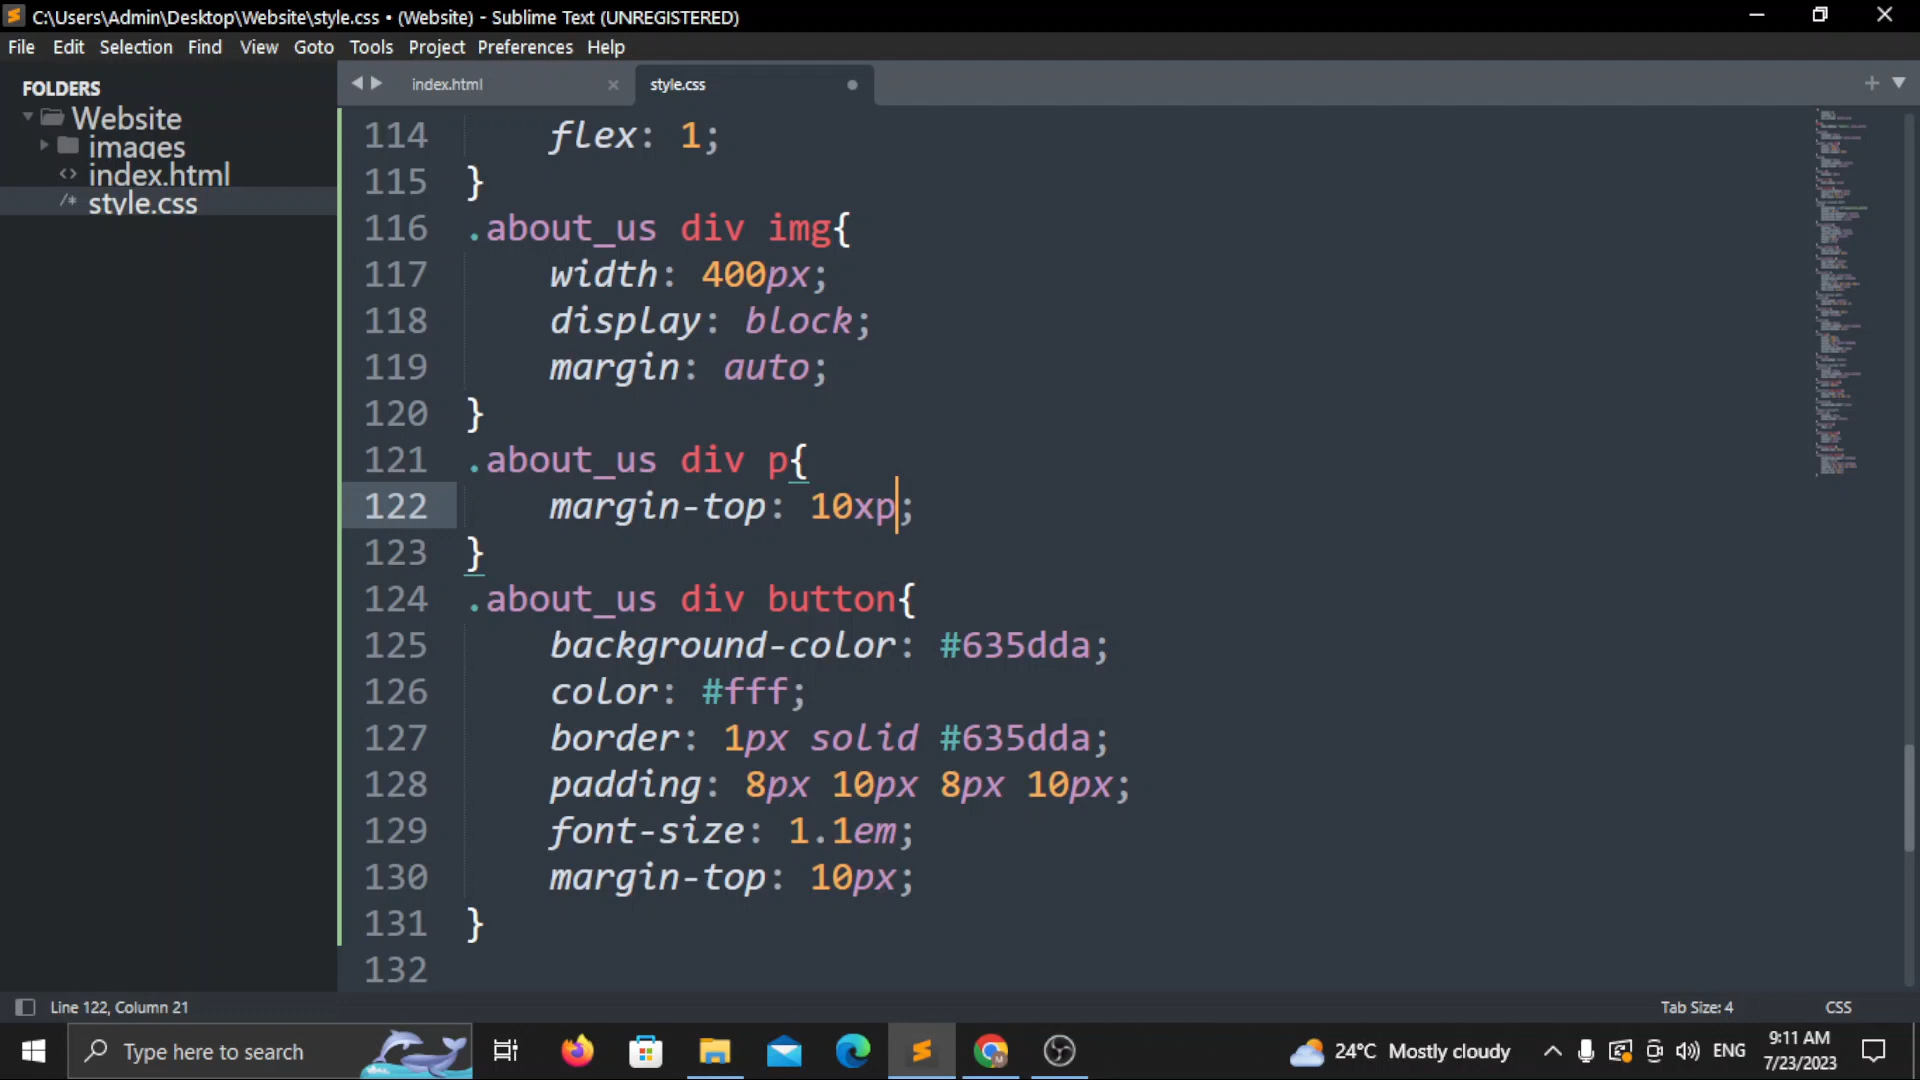 C:\Users\Admin\Desktop\Website\style.css • (Website) - Sublime Text (UNREGISTERED)
File Edit Selection Find View Goto Tools Project Preferences Help
FOLDERS
Website
images
<> index.html
/* style.css
index.html
style.css
114 flex: 1;
115 }
116 .about_us div img{
117 width: 400px;
118 display: block;
119 margin: auto;
120 }
121 .about_us div p{
122 margin-top: 10xp;
123 }
124 .about_us div button{
125 background-color: #635dda;
126 color: #fff;
127 border: 1px solid #635dda;
128 padding: 8px 10px 8px 10px;
129 font-size: 1.1em;
130 margin-top: 10px;
131 }
132
Line 122, Column 21
Tab Size: 4
CSS
Type here to search
24°C Mostly cloudy
ENG
9:11 AM
7/23/2023